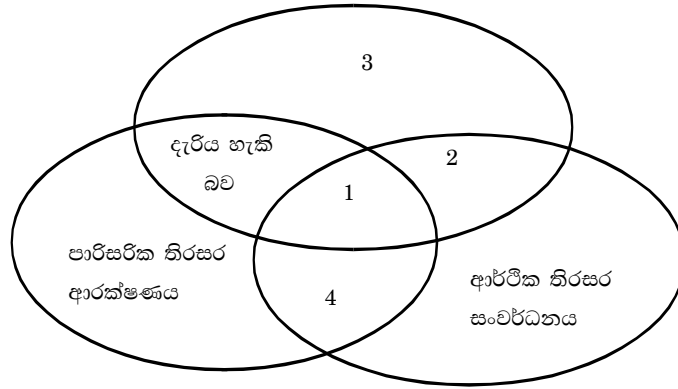 3
දැරිය හැකි
බව
2
1
පාරිසරික තිරසර
ආරක්ෂණය
4
ආර්ථික තිරසර
සංවර්ධනය